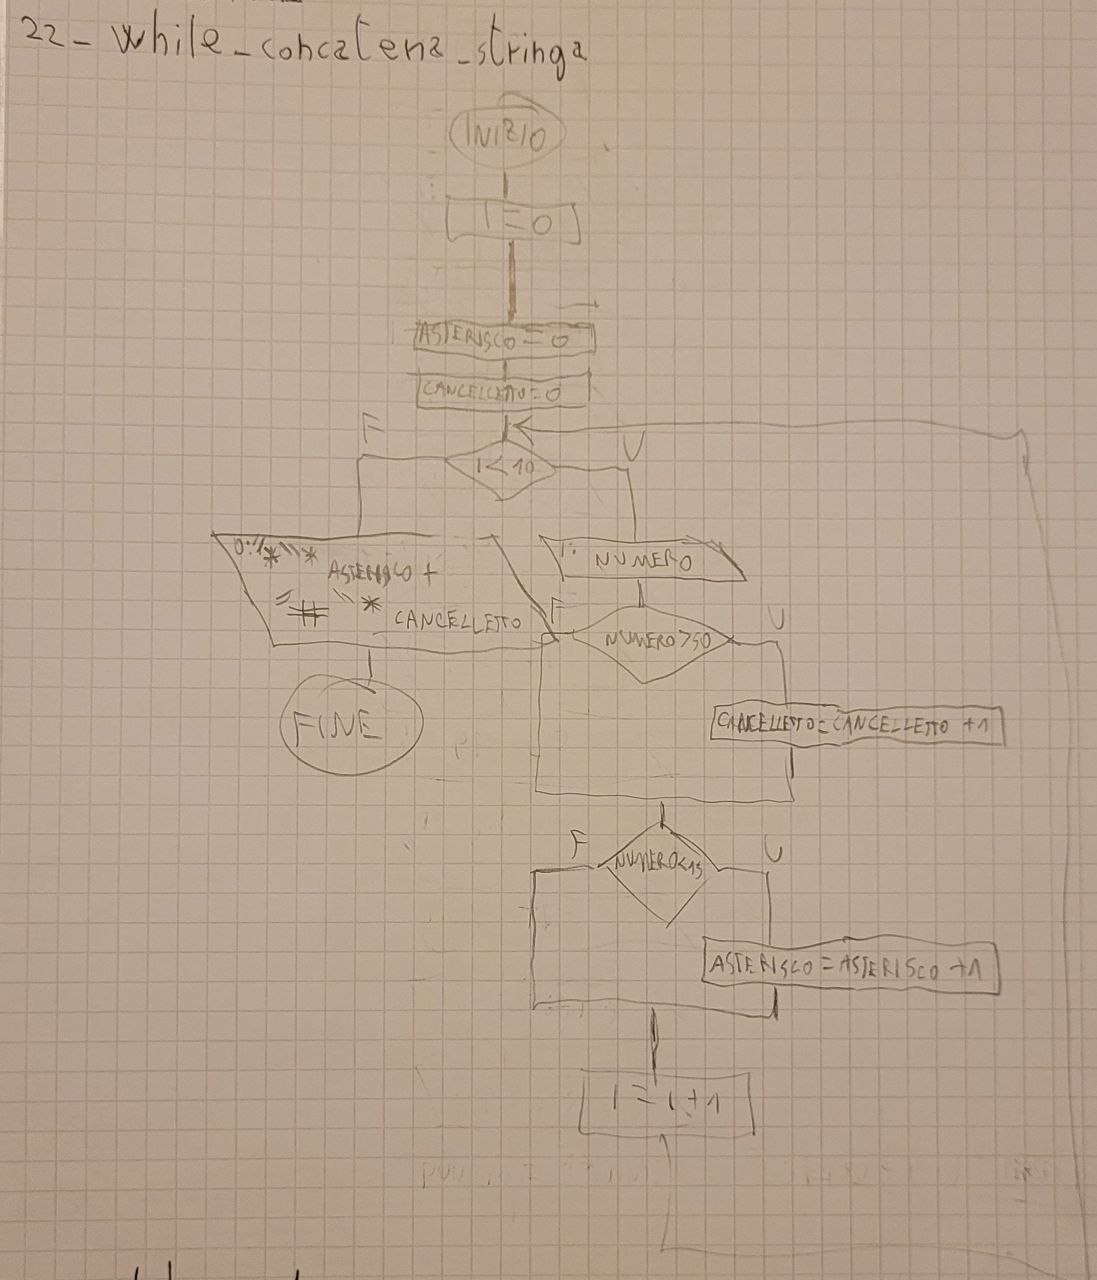 22_ while_concatena_stringa
INIZIO
I=0
ASTERISCO=0
CANCELLETTO=0
F
V
I<10
O: "*" * ASTERISCO +
"#" * CANCELLETTO
I: NUMERO
F
V
NUMERO>50
FINE
CANCELLETTO=CANCELLETTO +1
F
V
NUMERO<15
ASTERISCO=ASTERISCO +1
I=I+1